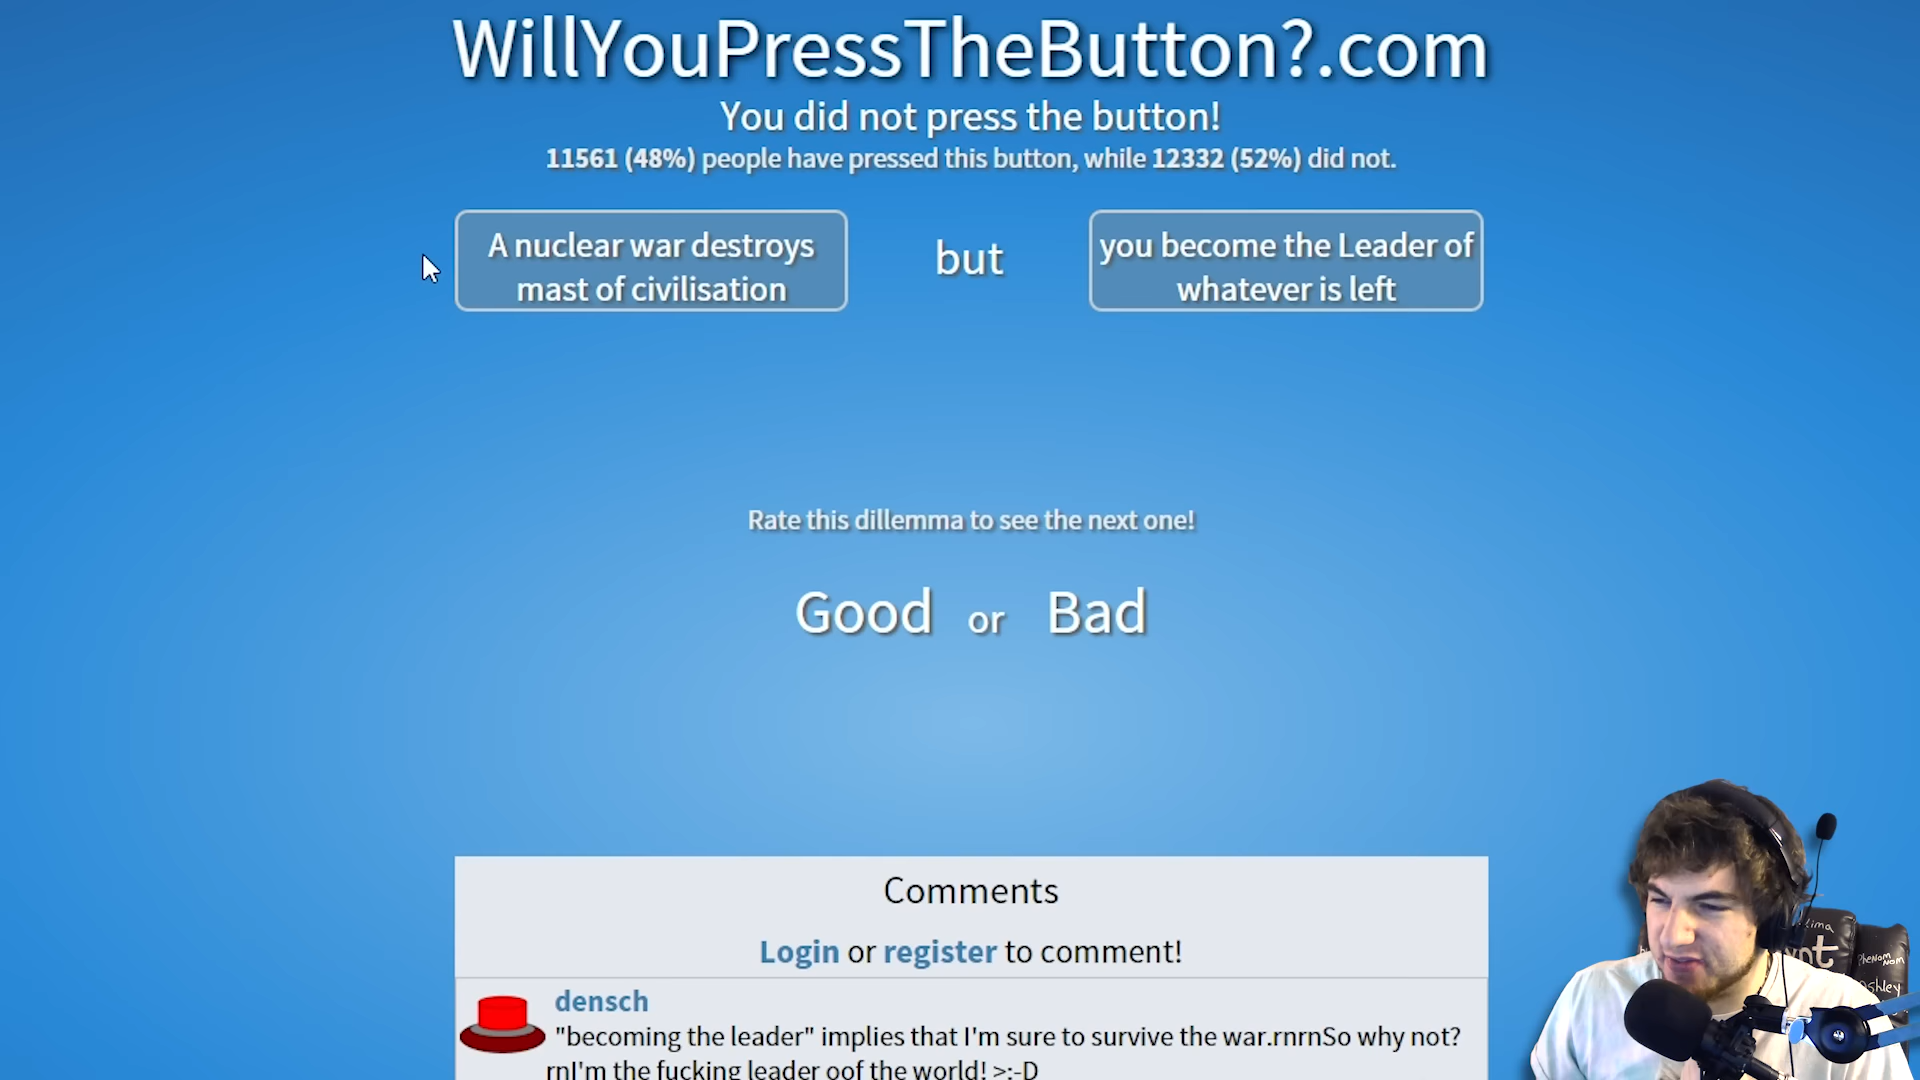 WillYouPressTheButton?.com
You did not press the button!
11561 (48%) people have pressed this button, while 12332 (52%) did not.
A nuclear war destroys
mast of civilisation
but
you become the Leader of
whatever is left
Rate this dillemma to see the next one!
Good or Bad
Comments
Login or register to comment!
densch
"becoming the leader" implies that I'm sure to survive the war.rnrnSo why not?
rnI'm the fucking leader oof the world! >:-D
Phenom
Nom